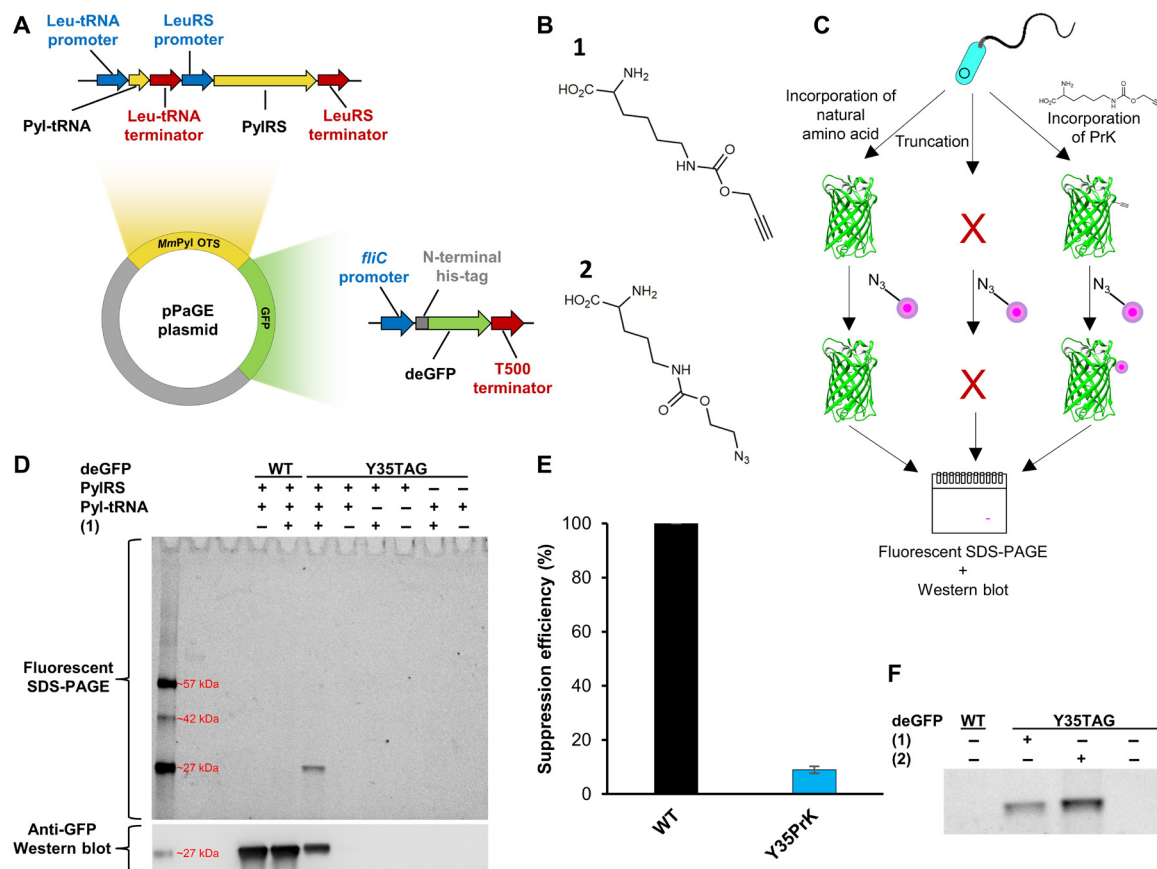 A
Leu-tRNA
promoter
LeuRS
promoter
Pyl-tRNA
Leu-tRNA
terminator
PylRS
LeuRS
terminator
MmPyl OTS
GFP
pPaGE
plasmid
fliC
promoter
N-terminal
his-tag
deGFP
T500
terminator
B
1
HO₂C
NH₂
NH
O
O
2
HO₂C
NH₂
NH
O
O
N₃
C
Incorporation of
natural
amino acid
Truncation
NH₂
HO₂C
N
H
O
O
Incorporation
of PrK
X
N₃
N₃
N₃
X
Fluorescent SDS-PAGE
+
Western blot
D
deGFP WT Y35TAG
PylRS + + + + + + – –
Pyl-tRNA + + + + – – + +
(1) – + + – + – + –
Fluorescent
SDS-PAGE
~57 kDa
~42 kDa
~27 kDa
Anti-GFP
Western blot
~27 kDa
E
Suppression efficiency (%)
100
80
60
40
20
0
WT
Y35PrK
F
deGFP WT Y35TAG
(1) – + – –
(2) – – + –